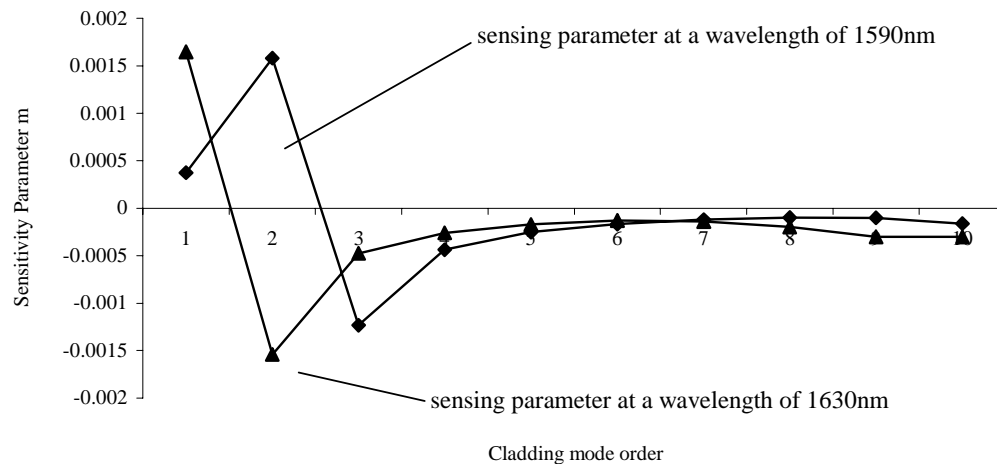 0.002
0.0015
0.001
0.0005
0
-0.0005
-0.001
-0.0015
-0.002
Sensitivity Parameter m
sensing parameter at a wavelength of 1590nm
1 2 3 4 5 6 7 8 9 10
sensing parameter at a wavelength of 1630nm
Cladding mode order